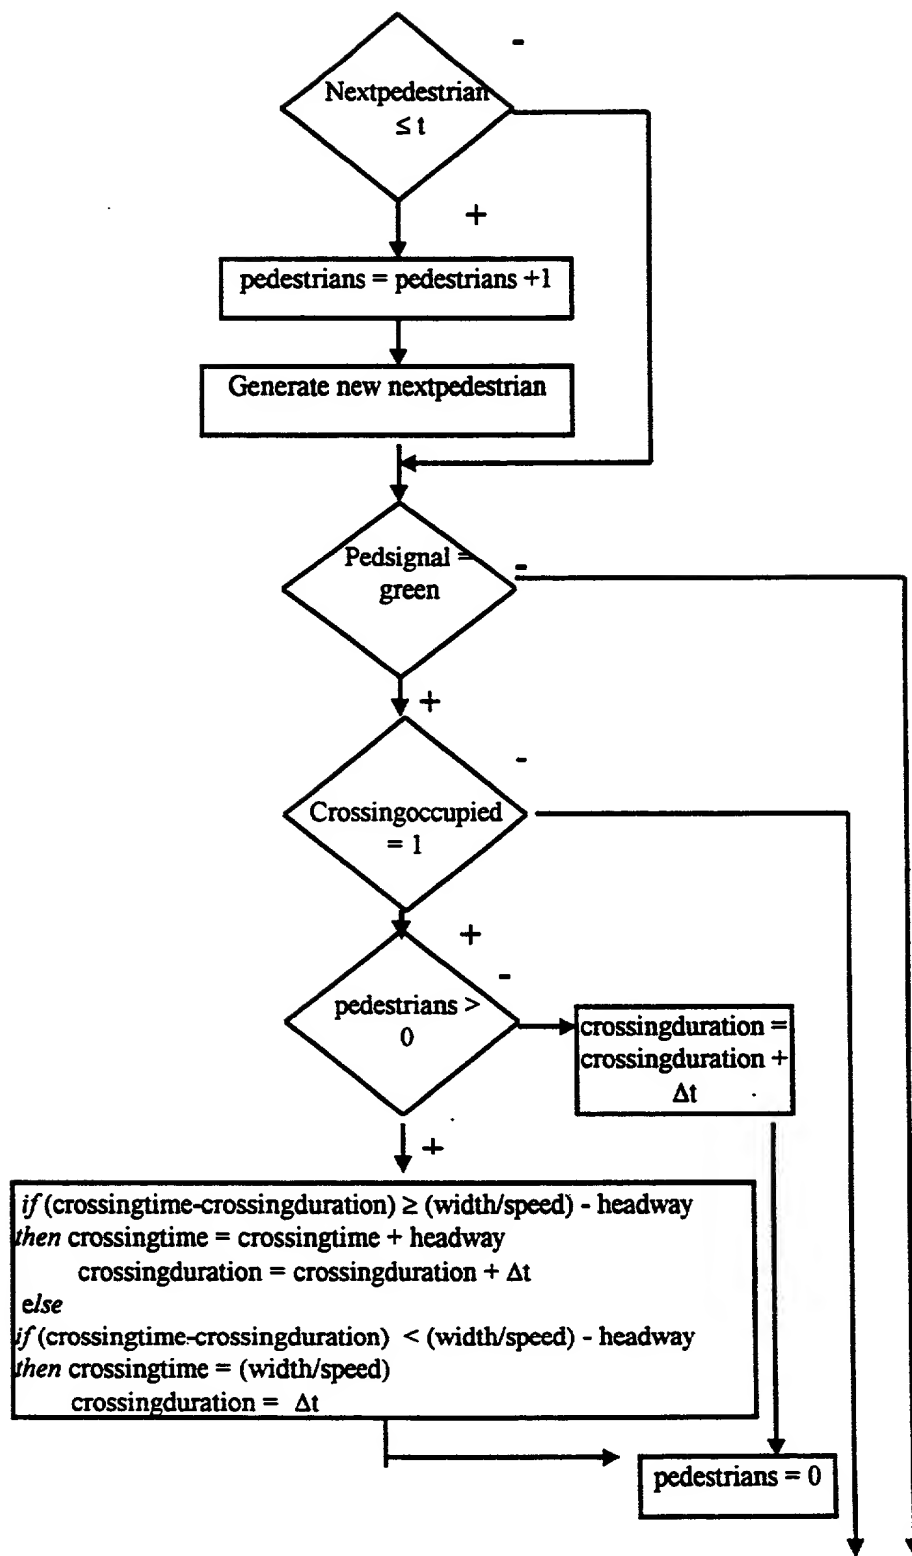 -
Nextpedestrian
≤ t
+
pedestrians = pedestrians +1
Generate new nextpedestrian
Pedsignal =
green
-
+
-
Crossingoccupied
= 1
+
-
pedestrians >
0
crossingduration =
crossingduration +
Δt
+
if (crossingtime-crossingduration) ≥ (width/speed) - headway
then crossingtime = crossingtime + headway
crossingduration = crossingduration + Δt
else
if (crossingtime-crossingduration) < (width/speed) - headway
then crossingtime = (width/speed)
crossingduration = Δt
pedestrians = 0